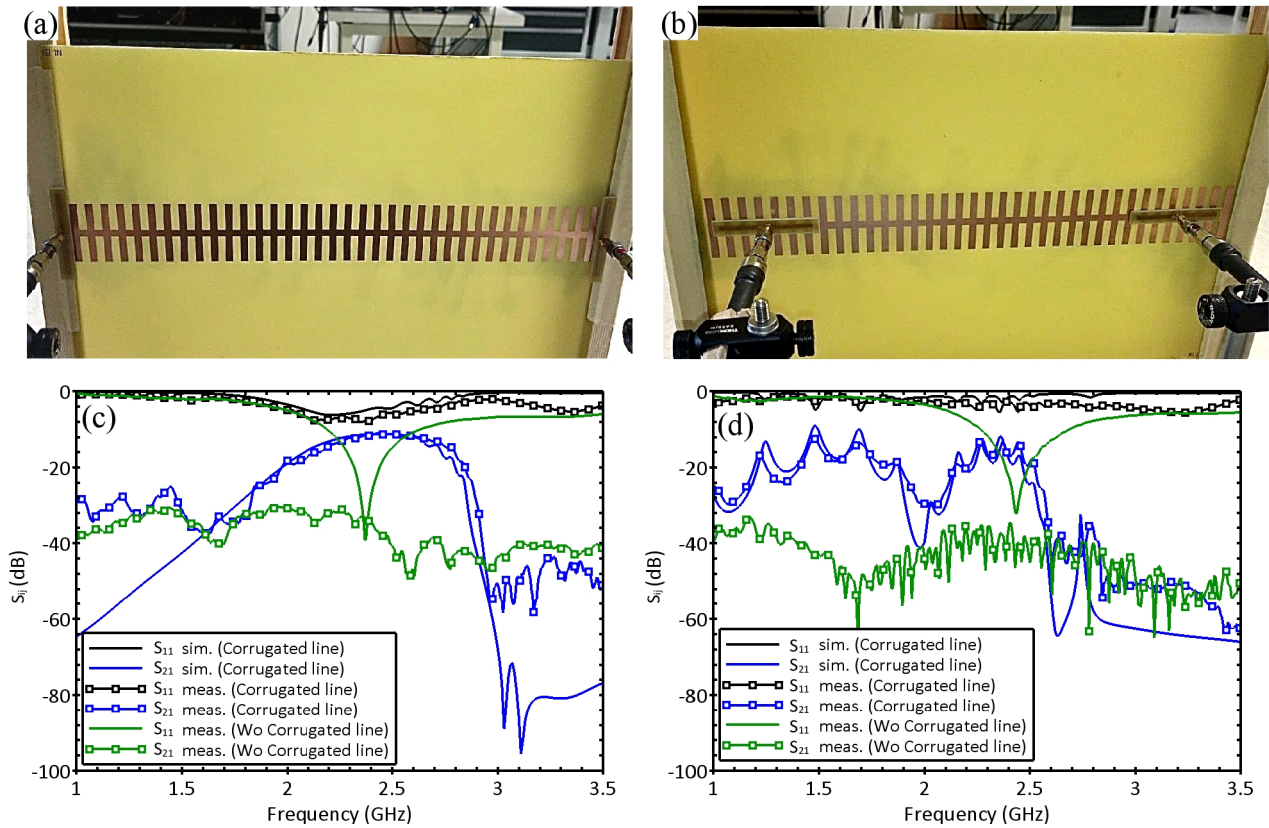 (a)
(b)
THORLABS
(c)
0
-20
-40
-60
-80
-100
Sij (dB)
S11 sim. (Corrugated line)
S21 sim. (Corrugated line)
S11 meas. (Corrugated line)
S21 meas. (Corrugated line)
S11 meas. (Wo Corrugated line)
S21 meas. (Wo Corrugated line)
1
1.5
2
2.5
3
3.5
Frequency (GHz)
(d)
0
-20
-40
-60
-80
-100
Sij (dB)
S11 sim. (Corrugated line)
S21 sim. (Corrugated line)
S11 meas. (Corrugated line)
S21 meas. (Corrugated line)
S11 meas. (Wo Corrugated line)
S21 meas. (Wo Corrugated line)
1
1.5
2
2.5
3
3.5
Frequency (GHz)